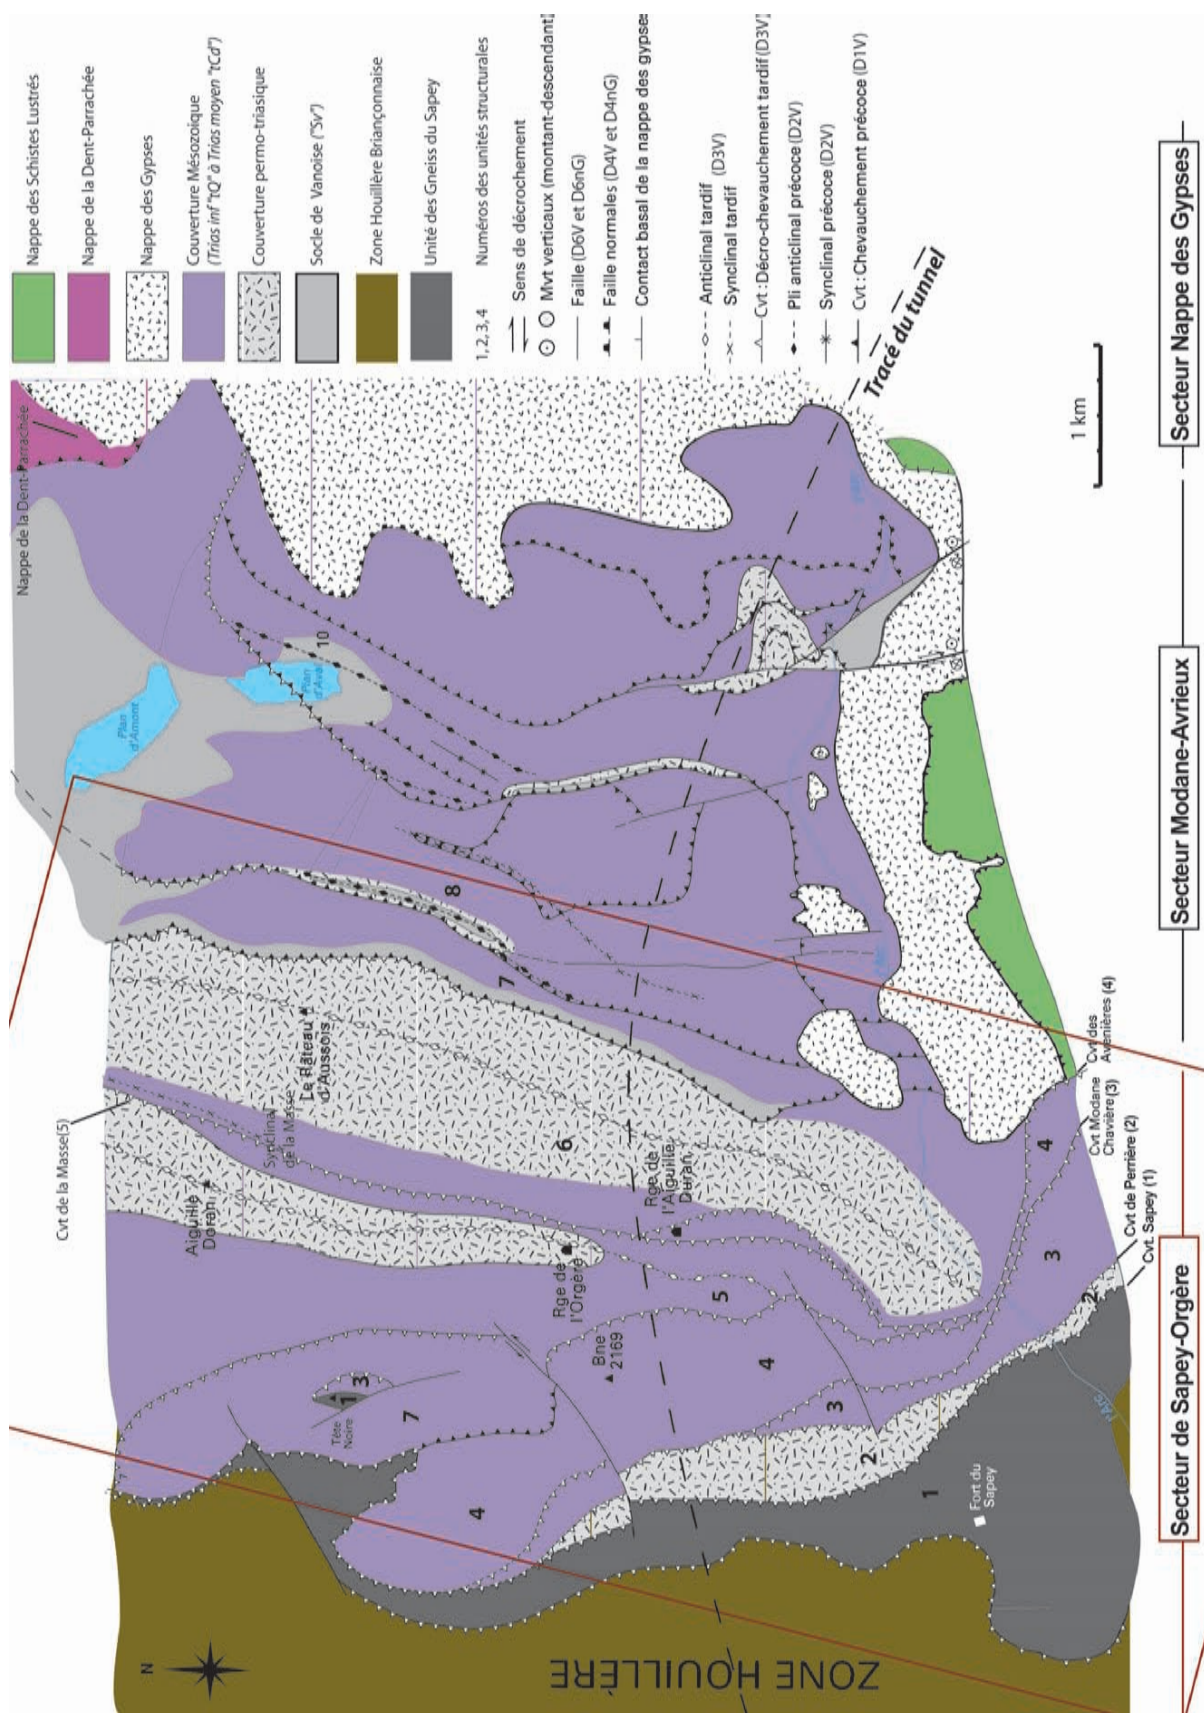 Nappe des Schistes Lustrés
Nappe de la Dent-Parrachée
Nappe des Gypses
Couverture Mésozoique
(Trias inf "tQ" à Trias moyen "tCd")
Couverture permo-triasique
Socle de Vanoise ("Sv")
Zone Houillère Briançonnaise
Unité des Gneiss du Sapey
1, 2, 3, 4 Numéros des unités structurales
Sens de décrochement
Mvt verticaux (montant-descendant)
Faille (D6V et D6nG)
Faille normales (D4V et D4nG)
Contact basal de la nappe des gypses
Anticlinal tardif
(D3V)
Synclinal tardif
Cvt : Décro-chevauchement tardif (D3V)
Pli anticlinal précoce (D2V)
Synclinal précoce (D2V)
Cvt : Chevauchement précoce (D1V)
Tracé du tunnel
1 km
Nappe de la Dent-Parrachée
Plan
d'Amont
Plan
d'Aval
10
8
7
Le Râteau
d'Aussois
Cvt de la Masse(5)
Synclinal
de la Masse
Aiguille
Doran
6
Rge de
l'Aiguille
Duran
Rge de
l'Orgère
5
Bne
2169
4
3
2
1
Fort du
Sapey
l'Arc
1
3
Tête
Noire
7
4
4
3
2
Cvt des
Avenières (4)
Cvt Modane
Chavière(3)
Cvt de Perrière (2)
Cvt. Sapey (1)
N
ZONE HOUILLÈRE
Secteur de Sapey-Orgère
Secteur Modane-Avrieux
Secteur Nappe des Gypses